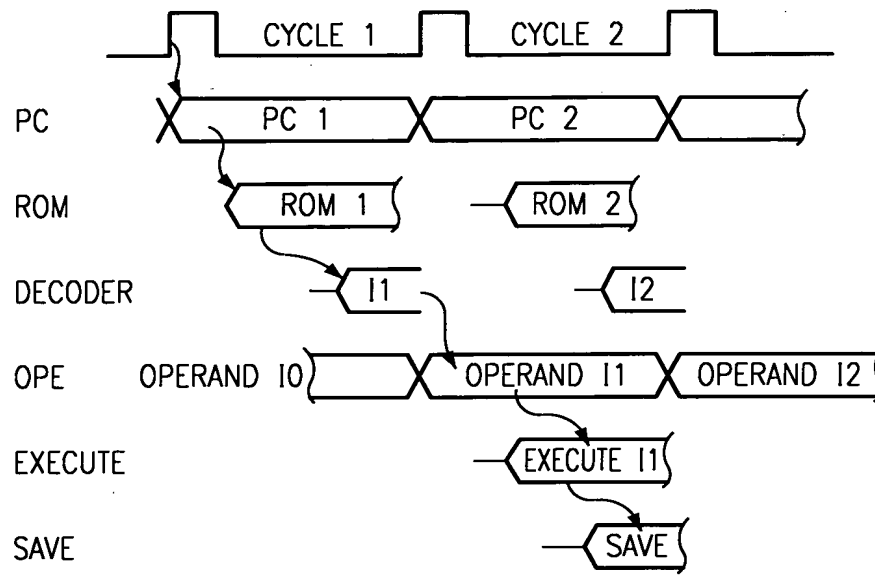 CYCLE 1 CYCLE 2
PC PC 1 PC 2
ROM ROM 1 ROM 2
DECODER I1 I2
OPE OPERAND I0 OPERAND I1 OPERAND I2
EXECUTE EXECUTE I1
SAVE SAVE